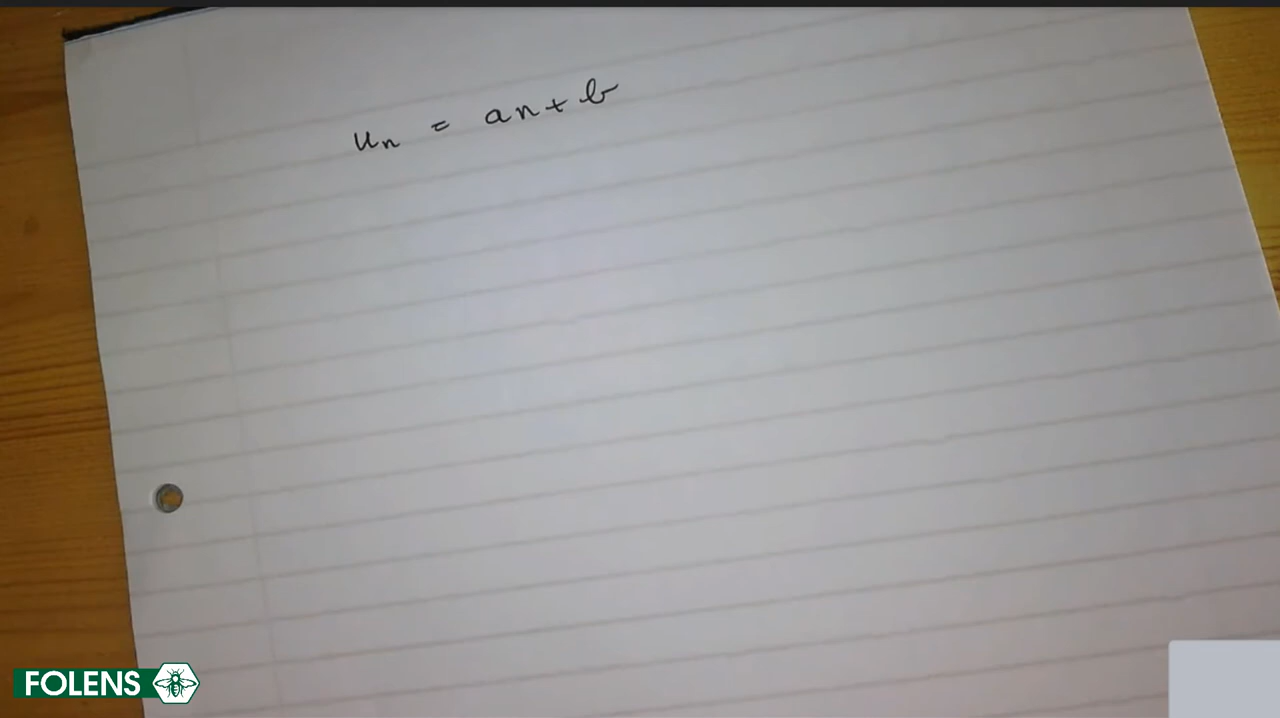 uₙ = an + b
FOLENS